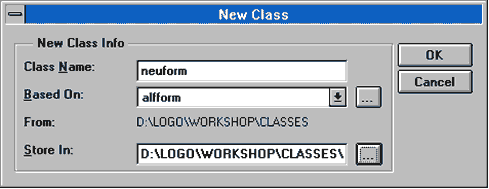 New Class
New Class Info
Class Name: neuform
Based On: allform ...
From: D:\LOGO\WORKSHOP\CLASSES
Store In: D:\LOGO\WORKSHOP\CLASSES\ ...
OK
Cancel